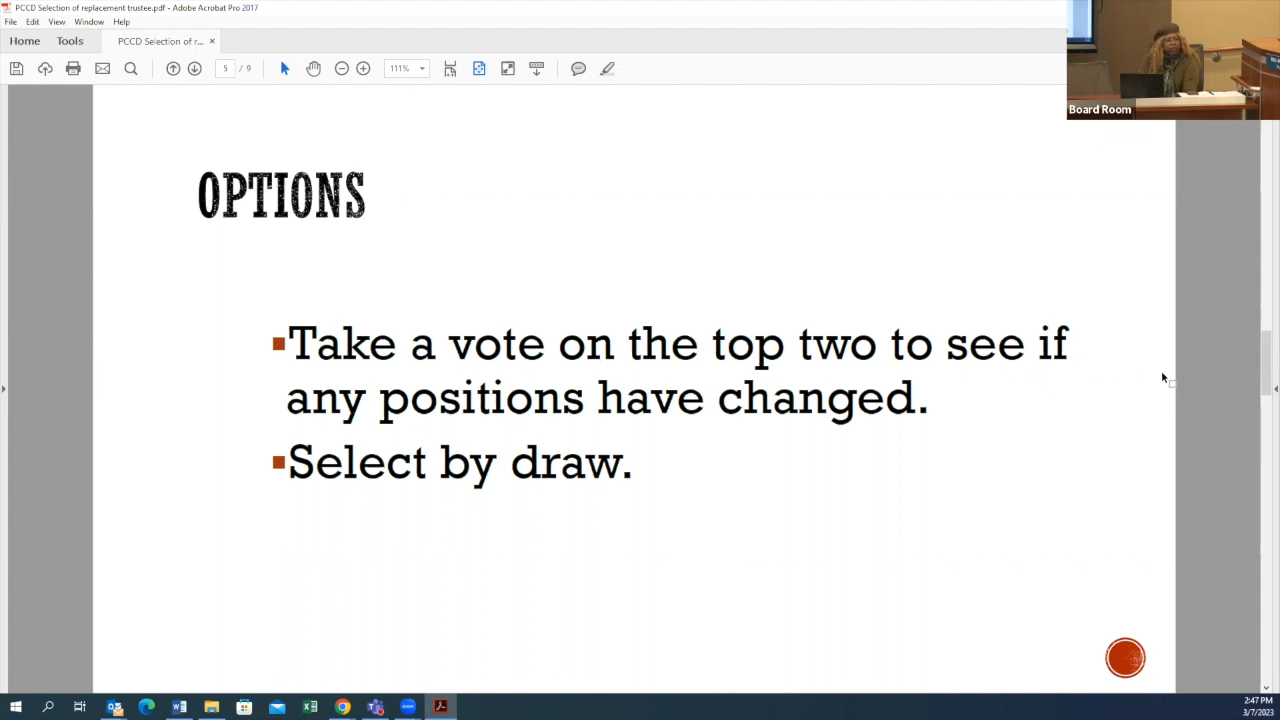 PCCD Selection of replacement trustee.pdf - Adobe Acrobat Pro 2017
File Edit View Window Help
Home Tools PCCD Selection of r... ×
5 / 9 111%
Board Room
OPTIONS
▪Take a vote on the top two to see if
any positions have changed.
▪Select by draw.
2:47 PM
3/7/2023